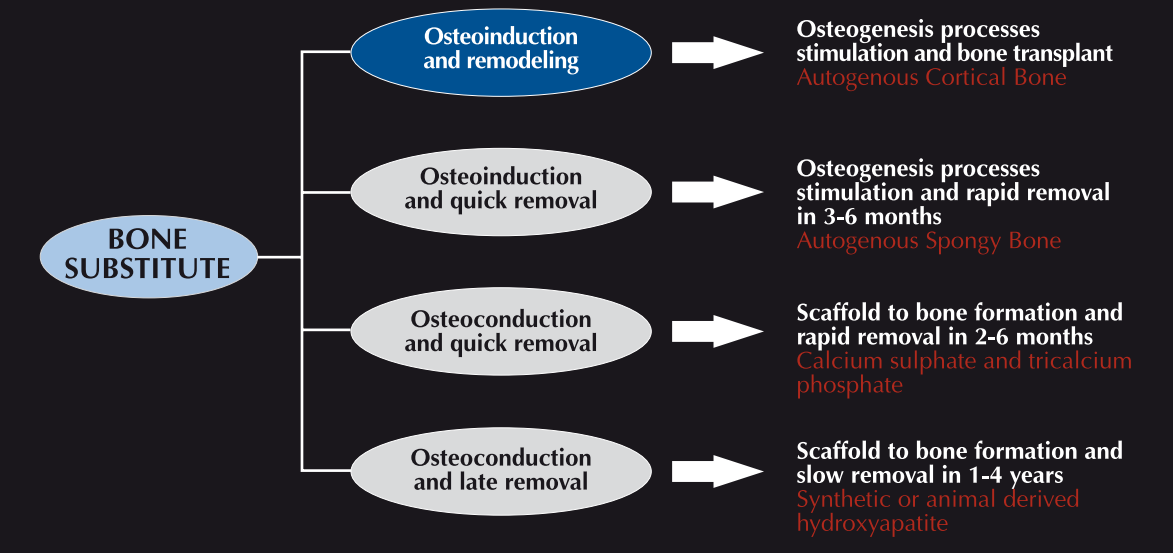 BONE
SUBSTITUTE
Osteoinduction
and remodeling
Osteogenesis processes
stimulation and bone transplant
Autogenous Cortical Bone
Osteoinduction
and quick removal
Osteogenesis processes
stimulation and rapid removal
in 3-6 months
Autogenous Spongy Bone
Osteoconduction
and quick removal
Scaffold to bone formation and
rapid removal in 2-6 months
Calcium sulphate and tricalcium
phosphate
Osteoconduction
and late removal
Scaffold to bone formation and
slow removal in 1-4 years
Synthetic or animal derived
hydroxyapatite